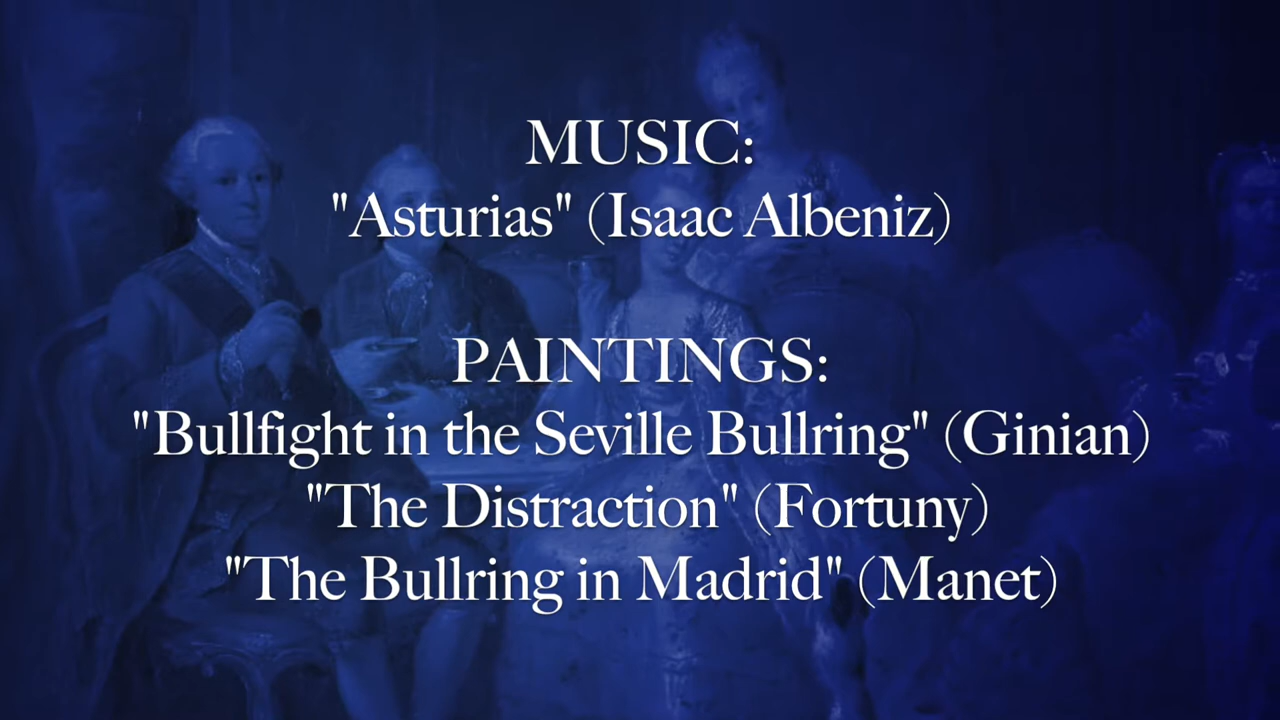 MUSIC:
"Asturias" (Isaac Albeniz)
PAINTINGS:
"Bullfight in the Seville Bullring" (Ginian)
"The Distraction" (Fortuny)
"The Bullring in Madrid" (Manet)